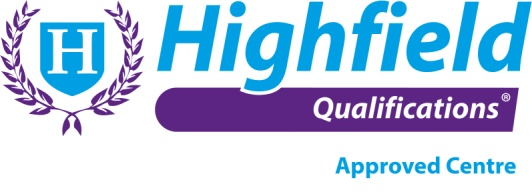 H
Highfield
Qualifications®
Approved Centre